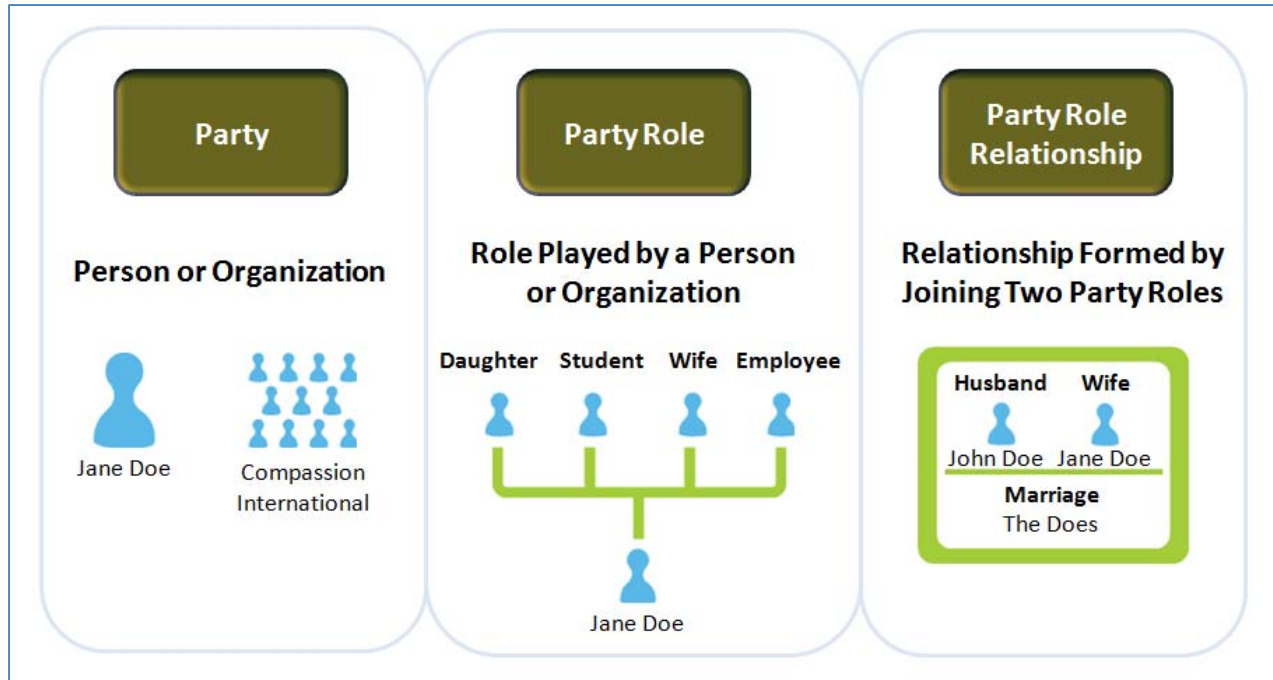 Party
Person or Organization
Jane Doe
Compassion
International
Party Role
Role Played by a Person
or Organization
Daughter Student Wife Employee
Jane Doe
Party Role
Relationship
Relationship Formed by
Joining Two Party Roles
Husband Wife
John Doe Jane Doe
Marriage
The Does